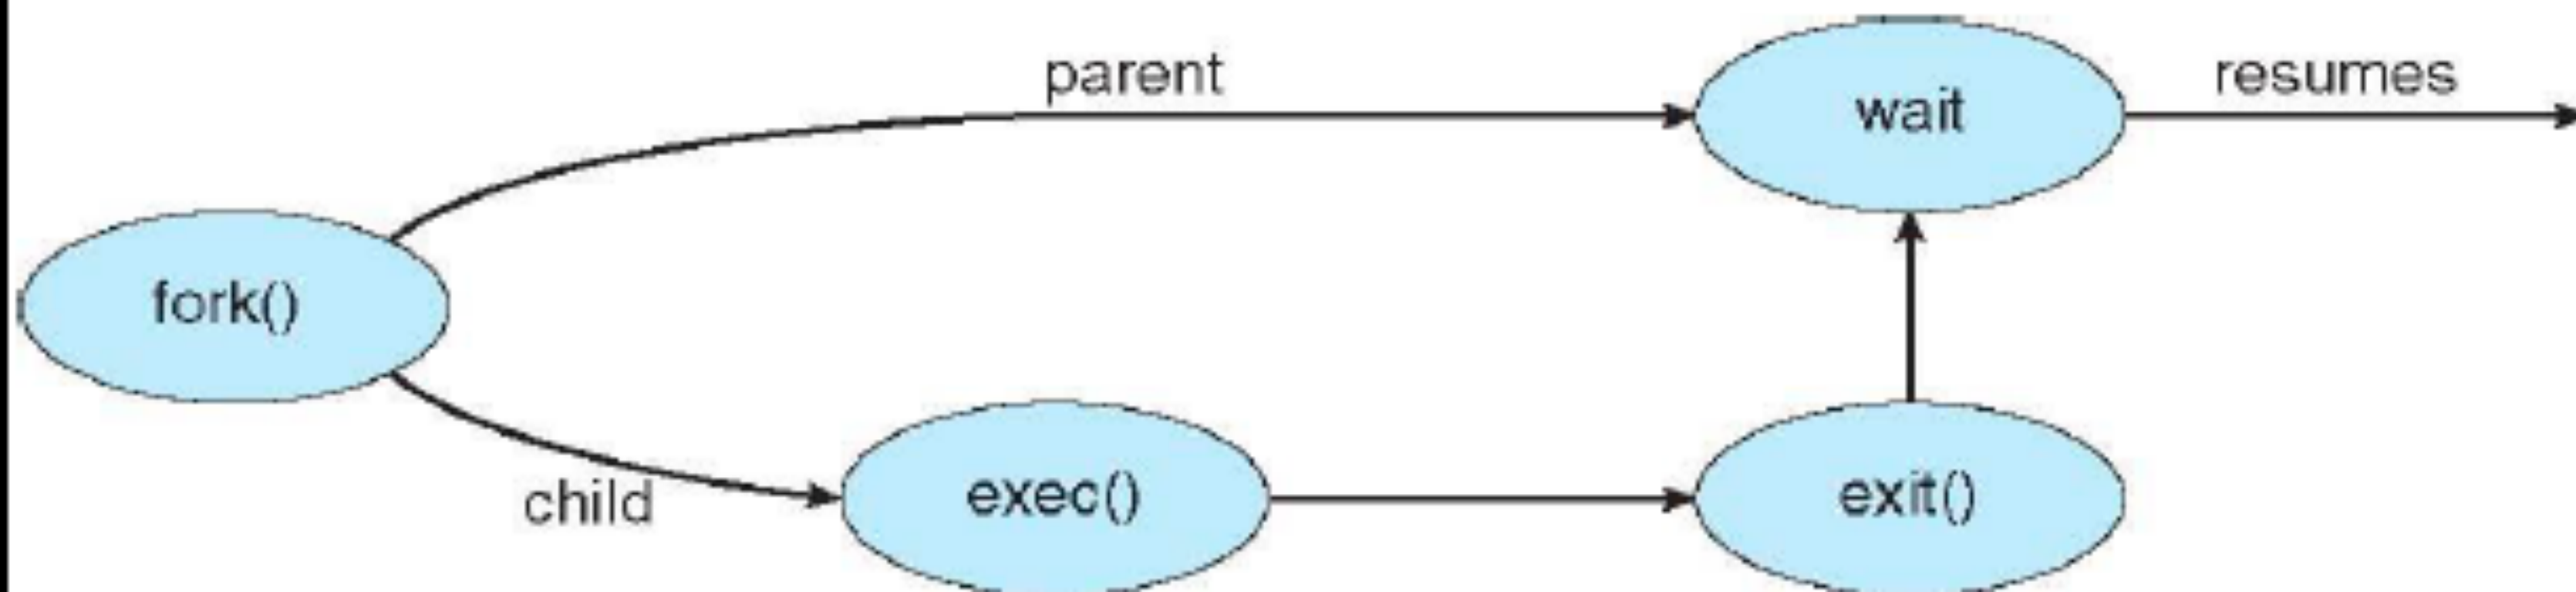 parent
wait
resumes
fork()
child
exec()
exit()